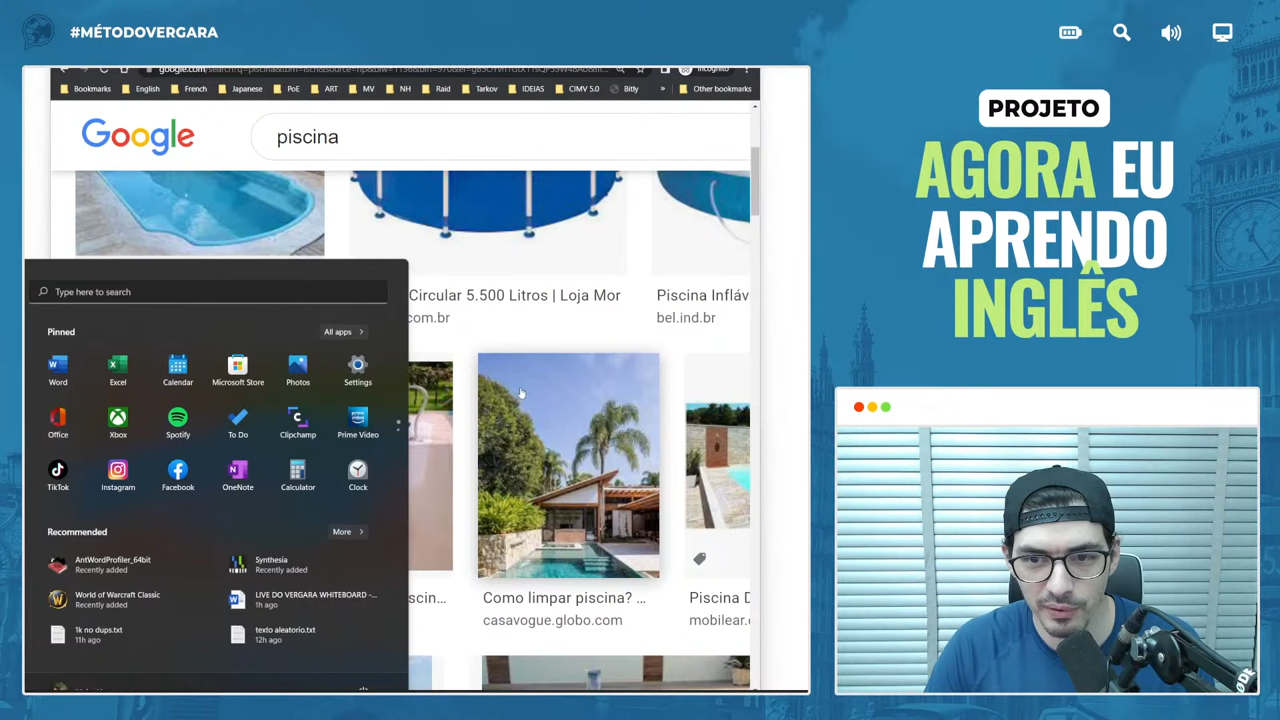 #MÉTODOVERGARA
Bookmarks English French Japanese PoE ART MV NH Raid Tarkov IDEIAS CIMV 5.0 Bitly » Other bookmarks
Google
piscina
Circular 5.500 Litros | Loja Mor
com.br
Piscina Infláv
bel.ind.br
Type here to search
Pinned
All apps
Word
Excel
Calendar
Microsoft Store
Photos
Settings
Office
Xbox
Spotify
To Do
Clipchamp
Prime Video
TikTok
Instagram
Facebook
OneNote
Calculator
Clock
Recommended
More
AntWordProfiler_64bit
Recently added
Synthesia
Recently added
World of Warcraft Classic
Recently added
LIVE DO VERGARA WHITEBOARD -...
1h ago
1k no dups.txt
11h ago
texto aleatorio.txt
12h ago
Como limpar piscina? ...
casavogue.globo.com
Piscina D
mobilear.c
PROJETO
AGORA EU
APRENDO
INGLÊS